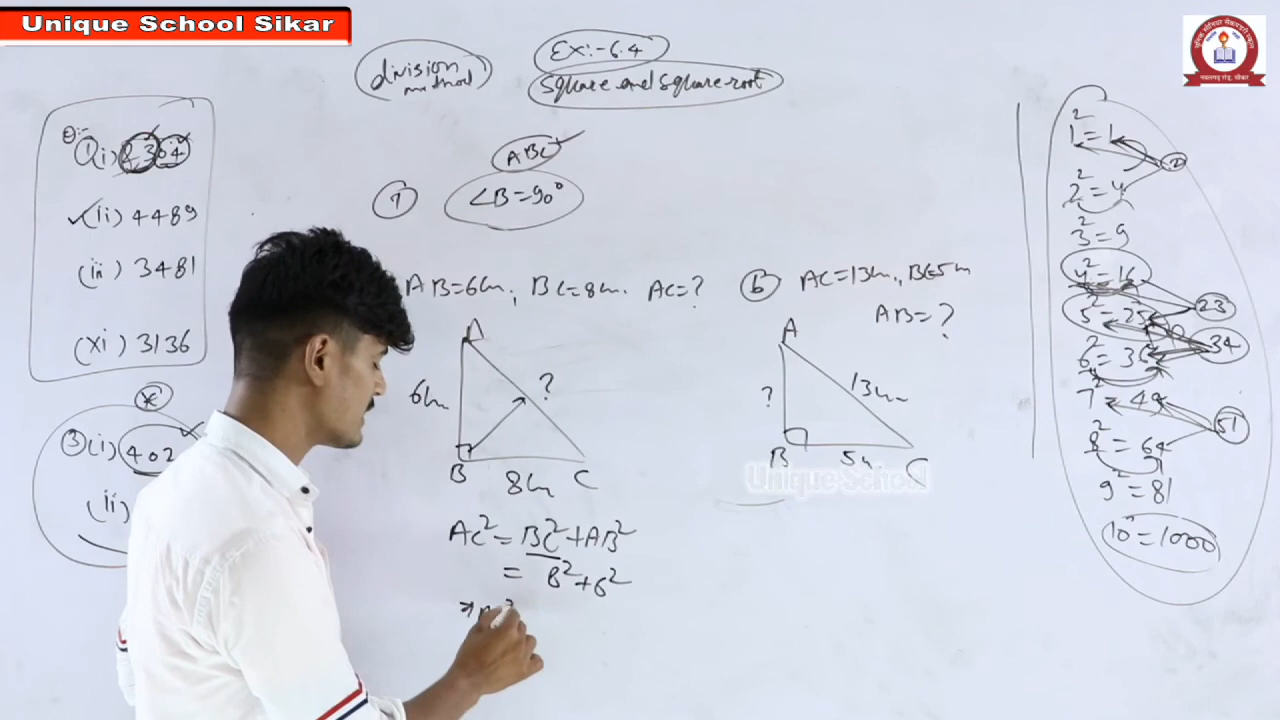 Unique School Sikar
division method
Ex:-6.4
square and square root
Q:-
① (i) 2304
(ii) 4489
(iii) 3481
(xi) 3136
③ (i) 402
(ii)
ABC
⑦ ∠B=90°
AB=6cm, BC=8cm. AC=?
A
6cm
?
B
8cm
C
AC²=BC²+AB²
= 8²+6²
ⓑ AC=13cm, BC=5cm
AB=?
A
?
13cm
B
5cm
C
Unique School
1²=1
2²=4
3²=9
4²=16
5²=25
6²=36
7² 49
8²=64
9²=81
10²=1000
23
34
51